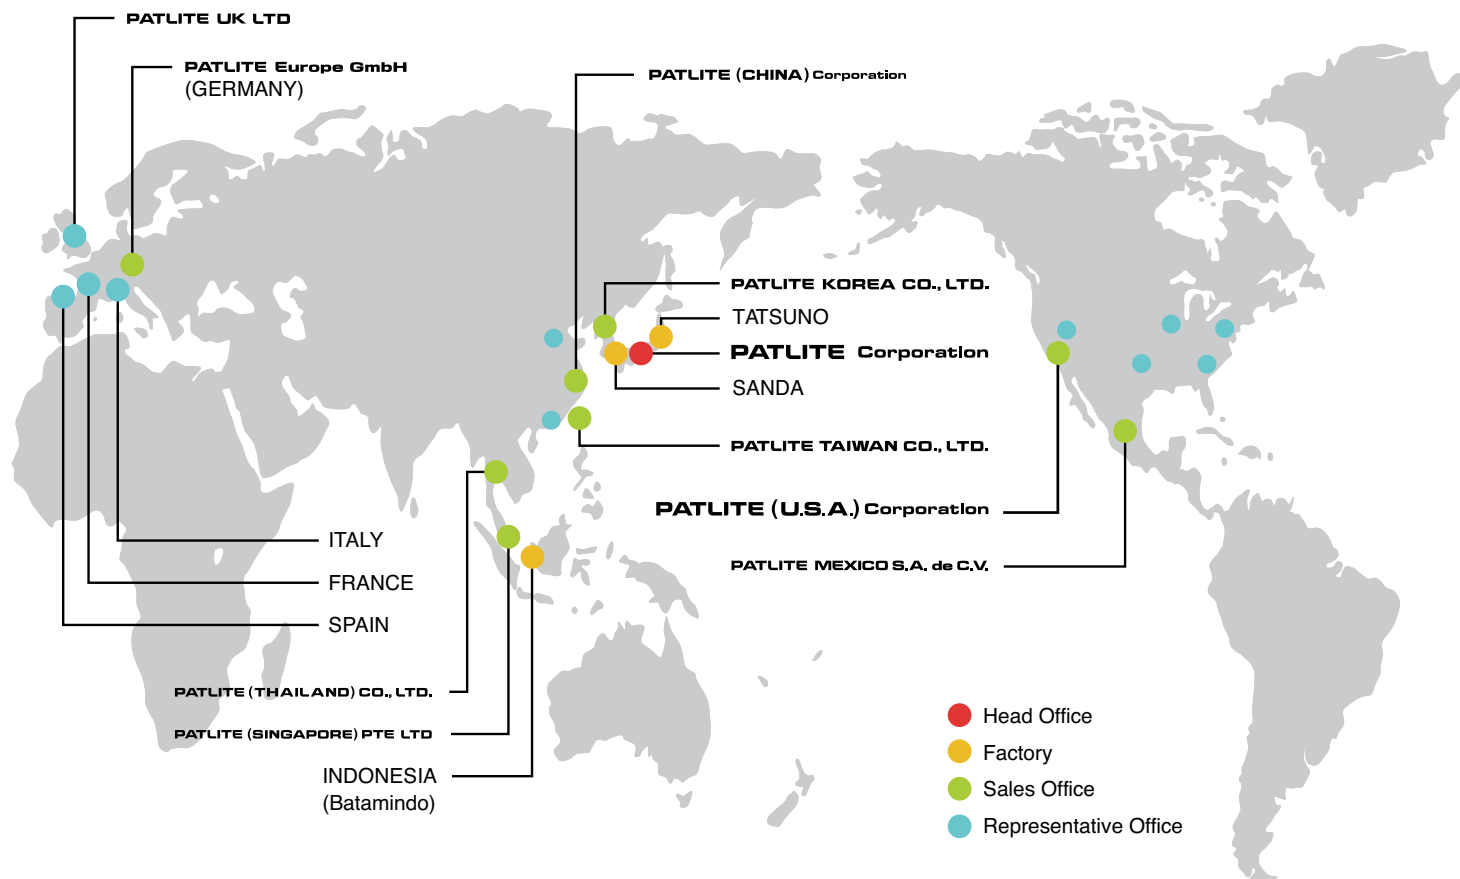 PATLITE UK LTD
PATLITE Europe GmbH
(GERMANY)
PATLITE (CHINA) Corporation
PATLITE KOREA CO., LTD.
TATSUNO
PATLITE Corporation
SANDA
PATLITE TAIWAN CO., LTD.
PATLITE (U.S.A.) Corporation
PATLITE MEXICO S.A. de C.V.
ITALY
FRANCE
SPAIN
PATLITE (THAILAND) CO., LTD.
PATLITE (SINGAPORE) PTE LTD
INDONESIA
(Batamindo)
Head Office
Factory
Sales Office
Representative Office